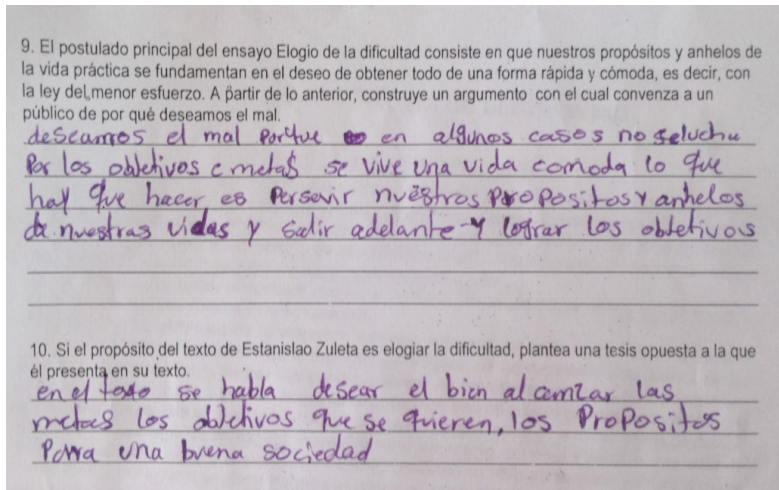 9. El postulado principal del ensayo Elogio de la dificultad consiste en que nuestros propósitos y anhelos de
la vida práctica se fundamentan en el deseo de obtener todo de una forma rápida y cómoda, es decir, con
la ley del menor esfuerzo. A partir de lo anterior, construye un argumento con el cual convenza a un
público de por qué deseamos el mal.
deseamos el mal porque en algunos casos no se lucha
Por los obletivos e metas se vive una vida comoda lo que
hay que hacer es Persevir nuestros ProPositos y anhelos
de nuestras vidas y salir adelante y lograr los obletivos
10. Si el propósito del texto de Estanislao Zuleta es elogiar la dificultad, plantea una tesis opuesta a la que
él presenta en su texto.
en el texto se habla desear el bien al camzar las
metas los obletivos que se quieren, los ProPositos
Para una buena sociedad